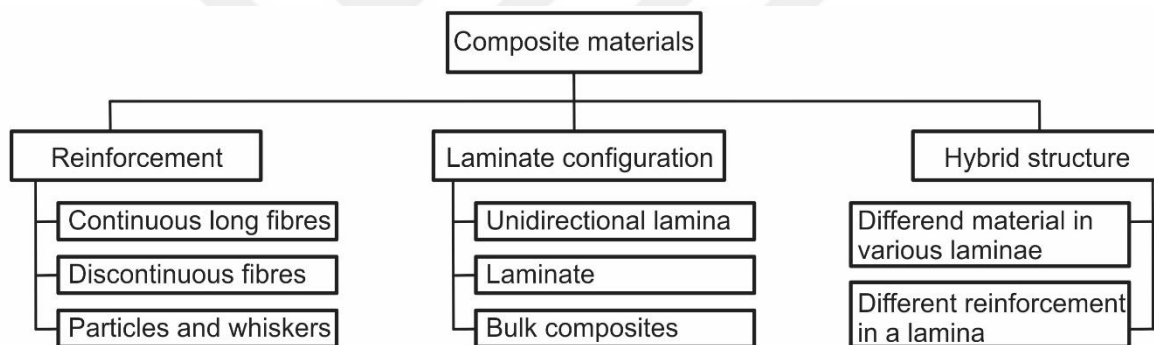 Composite materials
Reinforcement
Continuous long fibres
Discontinuous fibres
Particles and whiskers
Laminate configuration
Unidirectional lamina
Laminate
Bulk composites
Hybrid structure
Differend material in
various laminae
Different reinforcement
in a lamina